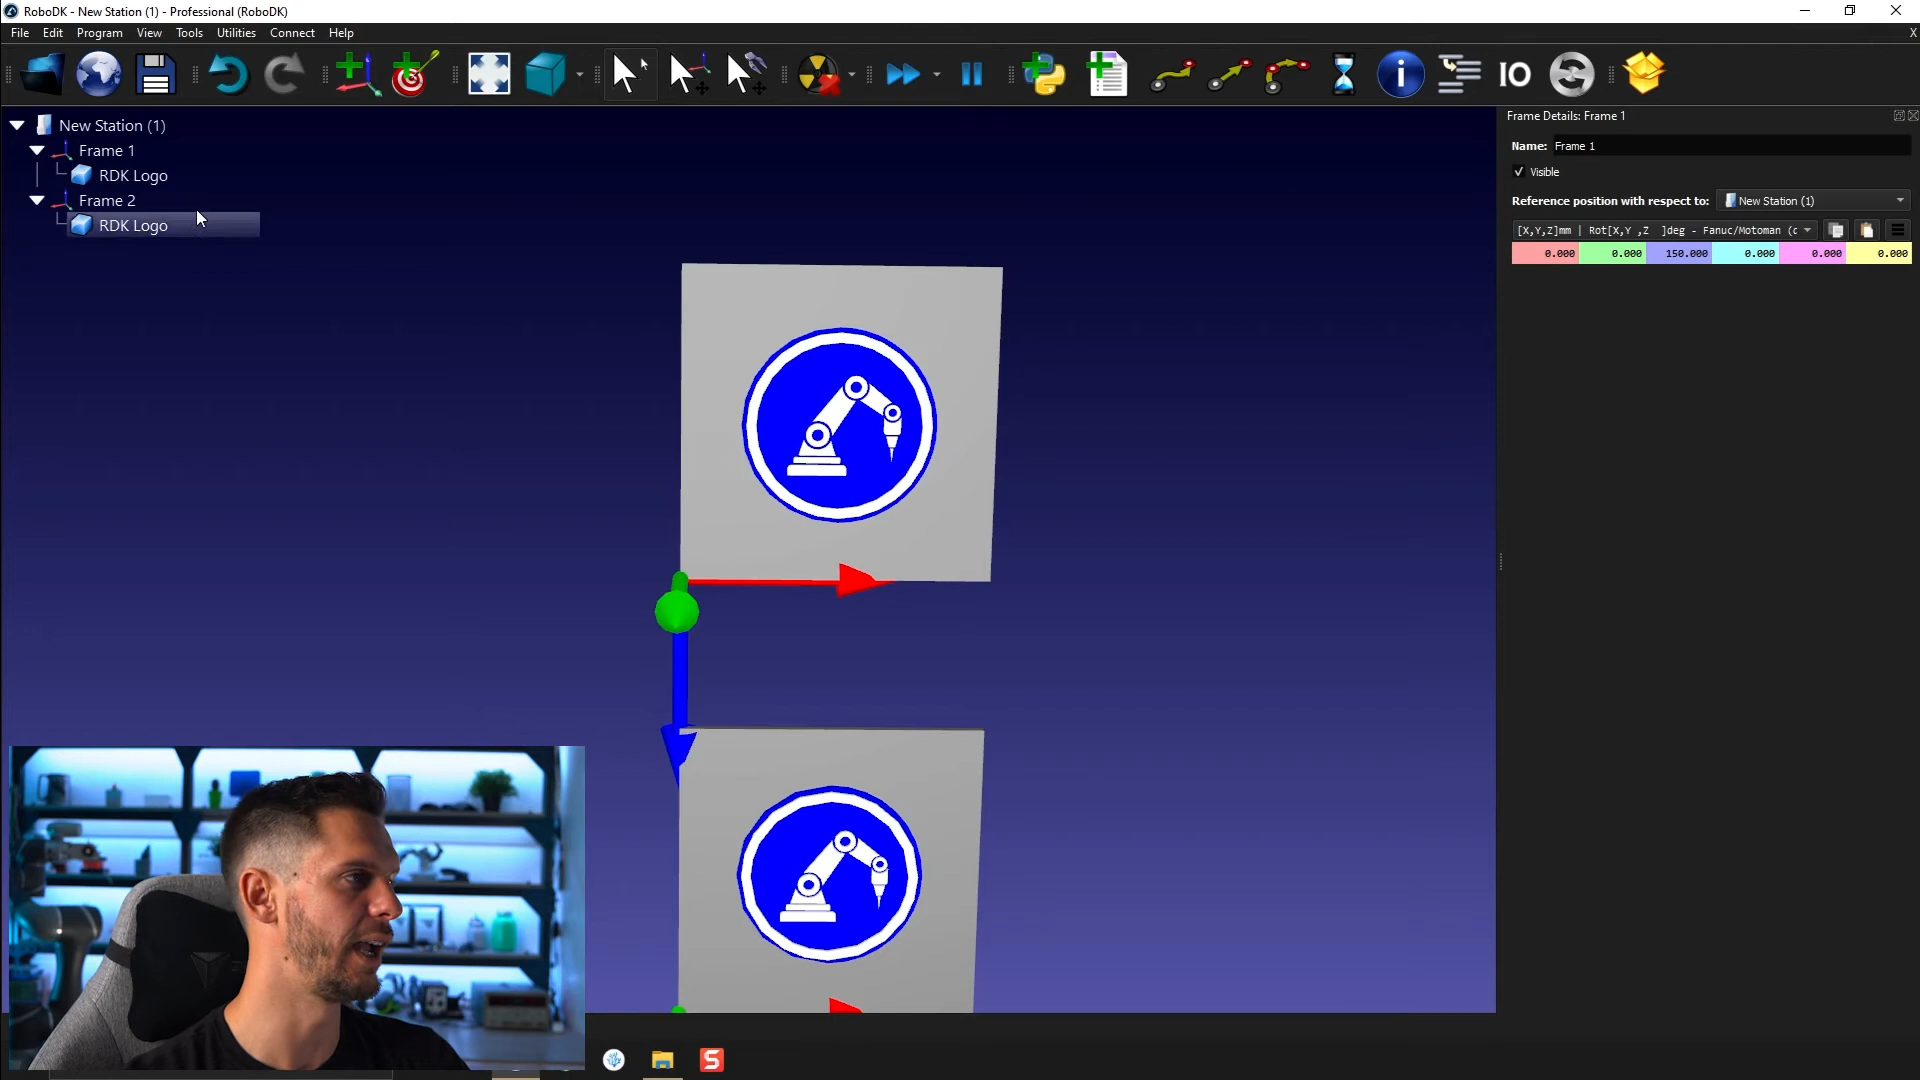 RoboDK - New Station (1) - Professional (RoboDK)
File Edit Program View Tools Utilities Connect Help X
IO
New Station (1)
Frame 1
RDK Logo
Frame 2
RDK Logo
Frame Details: Frame 1
Name: Frame 1
Visible
Reference position with respect to: New Station (1)
[X,Y,Z]mm | Rot[X,Y ,Z  ]deg - Fanuc/Motoman (c
0.000 0.000 150.000 0.000 0.000 0.000
S